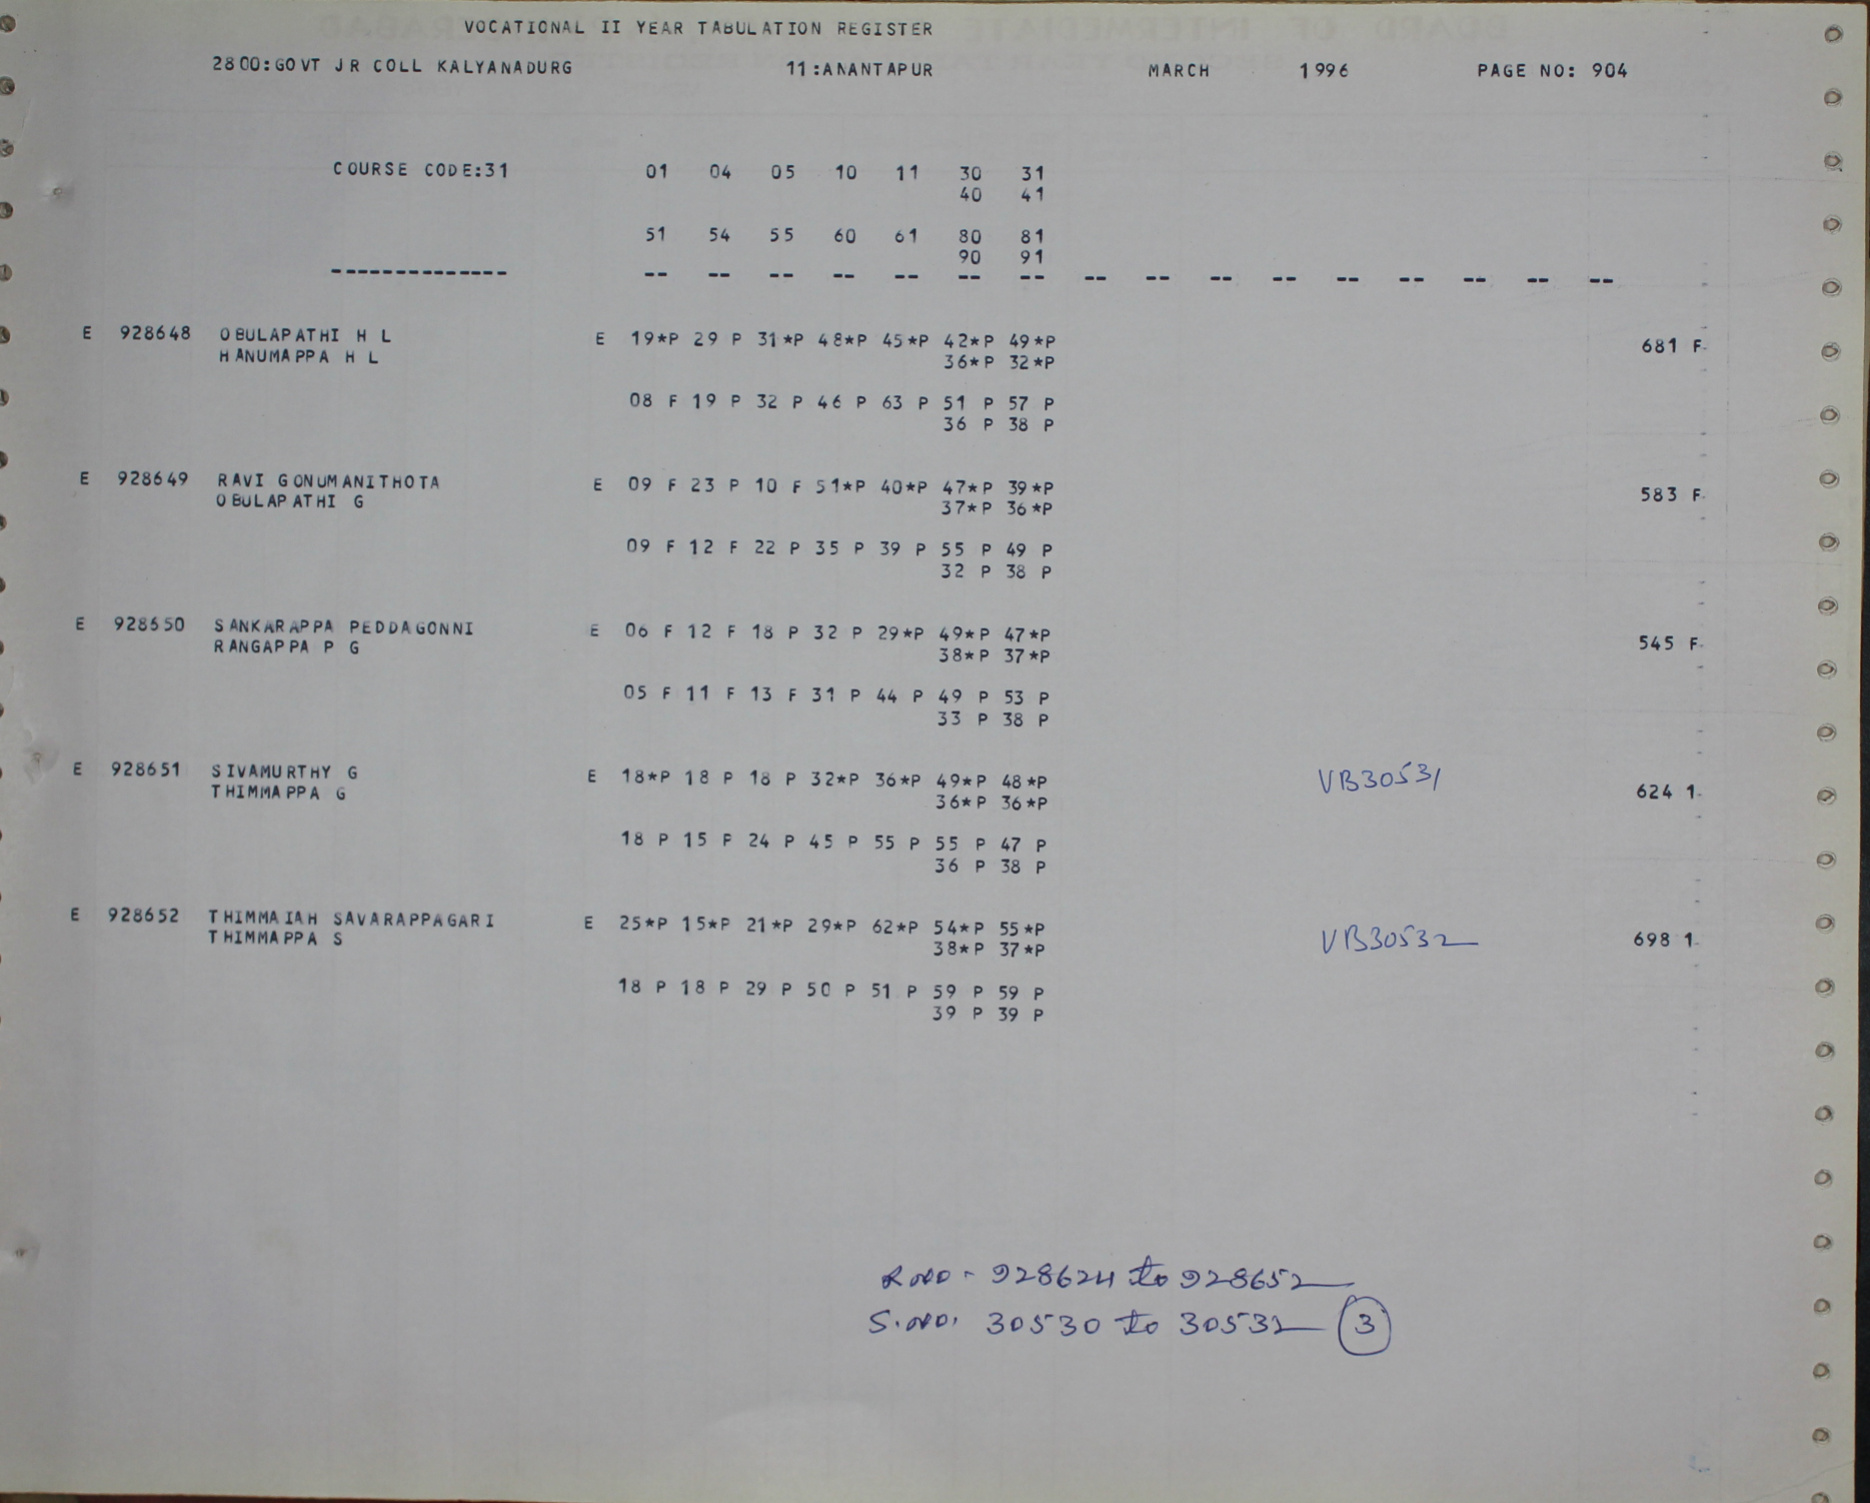 VOCATIONAL II YEAR TABULATION REGISTER
2800:GOVT JR COLL KALYANADURG 11:ANANTAPUR MARCH 1996 PAGE NO: 904
COURSE CODE:31 01 04 05 10 11 30 31
40 41
51 54 55 60 61 80 81
90 91
-------------- -- -- -- -- -- -- -- -- -- -- -- -- -- -- -- --
E 928648 OBULAPATHI H L E 19*P 29 P 31*P 48*P 45*P 42*P 49*P
HANUMAPPA H L 36*P 32*P 681 F
08 F 19 P 32 P 46 P 63 P 51 P 57 P
36 P 38 P
E 928649 RAVI GONUMANITHOTA E 09 F 23 P 10 F 51*P 40*P 47*P 39*P
OBULAPATHI G 37*P 36*P 583 F
09 F 12 F 22 P 35 P 39 P 55 P 49 P
32 P 38 P
E 928650 SANKARAPPA PEDDAGONNI E 06 F 12 F 18 P 32 P 29*P 49*P 47*P
RANGAPPA P G 38*P 37*P 545 F
05 F 11 F 13 F 31 P 44 P 49 P 53 P
33 P 38 P
E 928651 SIVAMURTHY G E 18*P 18 P 18 P 32*P 36*P 49*P 48*P VB30531
THIMMAPPA G 36*P 36*P 624 1
18 P 15 P 24 P 45 P 55 P 55 P 47 P
36 P 38 P
E 928652 THIMMAIAH SAVARAPPAGARI E 25*P 15*P 21*P 29*P 62*P 54*P 55*P VB30532
THIMMAPPA S 38*P 37*P 698 1
18 P 18 P 29 P 50 P 51 P 59 P 59 P
39 P 39 P
R.NO - 928624 to 928652
S.NO. 30530 to 30532 3